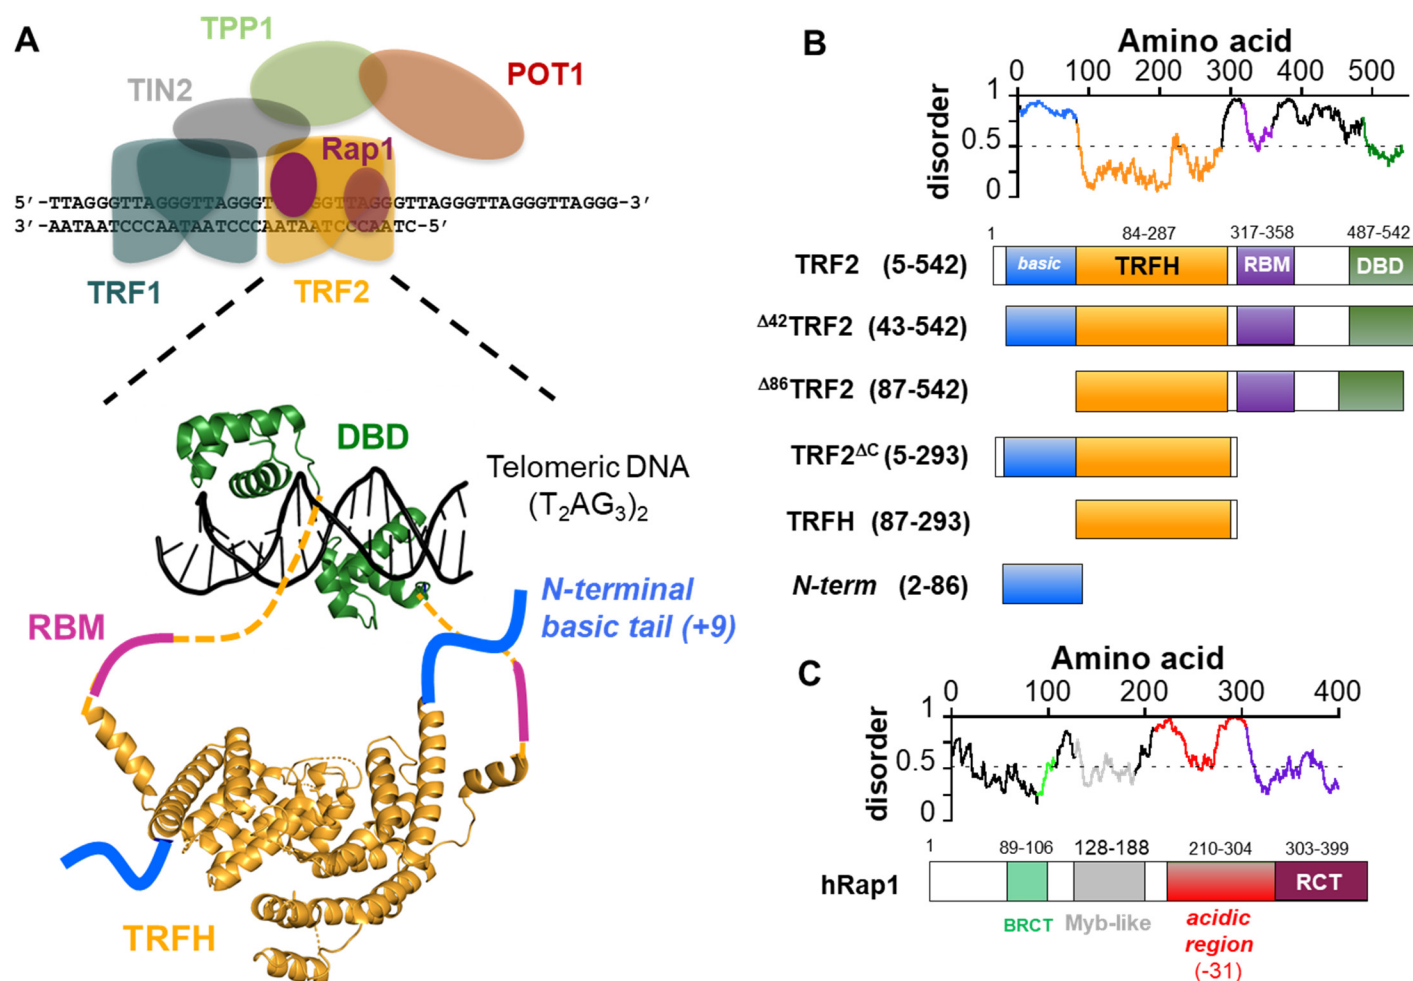 A
TPP1
POT1
TIN2
Rap1
5'-TTAGGGTTAGGGTTAGGGT GGTTAGGGTTAGGGTTAGGGTTAGGG-3'
3'-AATAATCCCAATAATCCCAATAATCCCAATC-5'
TRF1
TRF2
DBD
Telomeric DNA
(T2AG3)2
N-terminal
basic tail (+9)
RBM
TRFH
B
Amino acid
0 100 200 300 400 500
disorder
1
0.5
0
1 84-287 317-358 487-542
TRF2 (5-542)
basic TRFH RBM DBD
Δ42TRF2 (43-542)
Δ86TRF2 (87-542)
TRF2ΔC (5-293)
TRFH (87-293)
N-term (2-86)
C
Amino acid
0 100 200 300 400
disorder
1
0.5
0
1 89-106 128-188 210-304 303-399
hRap1
RCT
BRCT Myb-like acidic
region
(-31)